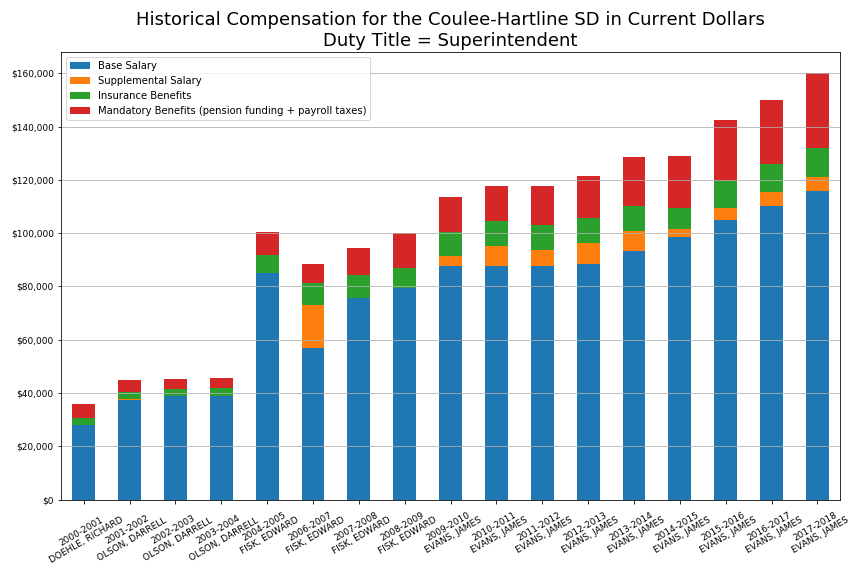 Historical Compensation for the Coulee-Hartline SD in Current Dollars
Duty Title = Superintendent
Base Salary
Supplemental Salary
Insurance Benefits
Mandatory Benefits (pension funding + payroll taxes)
$160,000
$140,000
$120,000
$100,000
$80,000
$60,000
$40,000
$20,000
$0
2000-2001
DOEHLE, RICHARD
2001-2002
OLSON, DARRELL
2002-2003
OLSON, DARRELL
2003-2004
OLSON, DARRELL
2004-2005
FISK, EDWARD
2006-2007
FISK, EDWARD
2007-2008
FISK, EDWARD
2008-2009
FISK, EDWARD
2009-2010
EVANS, JAMES
2010-2011
EVANS, JAMES
2011-2012
EVANS, JAMES
2012-2013
EVANS, JAMES
2013-2014
EVANS, JAMES
2014-2015
EVANS, JAMES
2015-2016
EVANS, JAMES
2016-2017
EVANS, JAMES
2017-2018
EVANS, JAMES